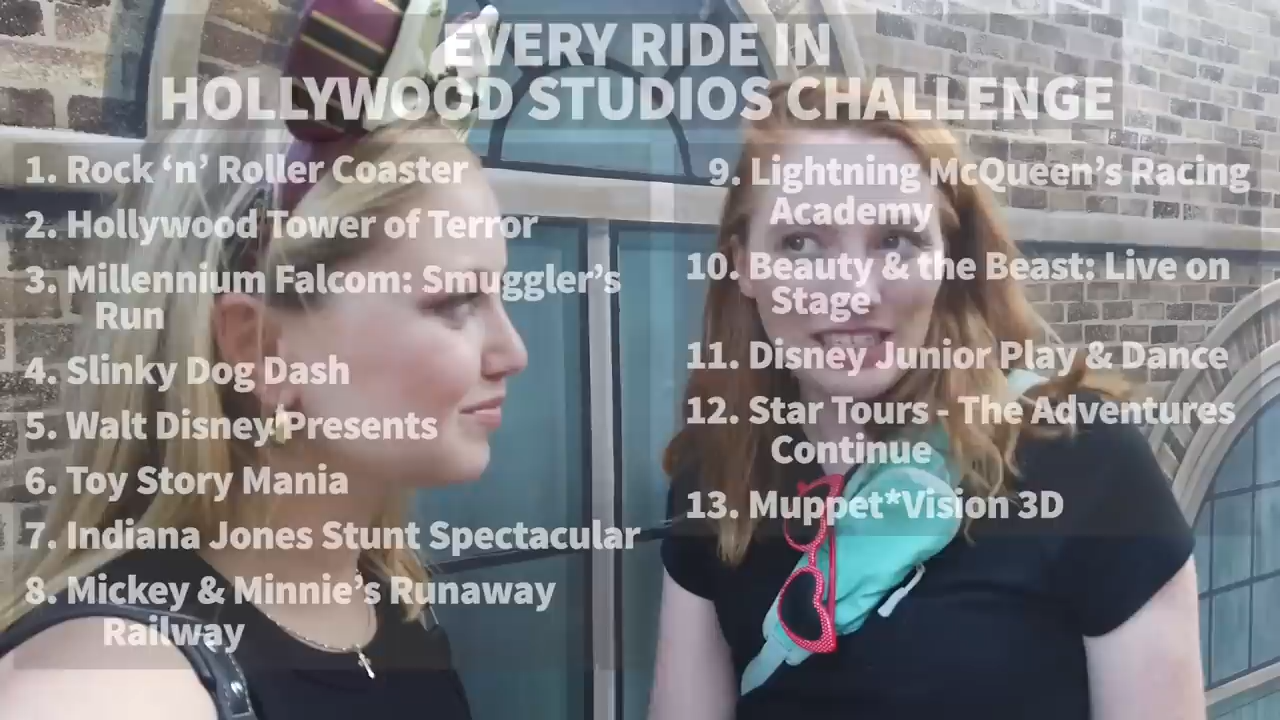 EVERY RIDE IN
HOLLYWOOD STUDIOS CHALLENGE
1. Rock ‘n’ Roller Coaster
2. Hollywood Tower of Terror
3. Millennium Falcom: Smuggler’s
Run
4. Slinky Dog Dash
5. Walt Disney Presents
6. Toy Story Mania
7. Indiana Jones Stunt Spectacular
8. Mickey & Minnie’s Runaway
Railway
9. Lightning McQueen’s Racing
Academy
10. Beauty & the Beast: Live on
Stage
11. Disney Junior Play & Dance
12. Star Tours - The Adventures
Continue
13. Muppet*Vision 3D